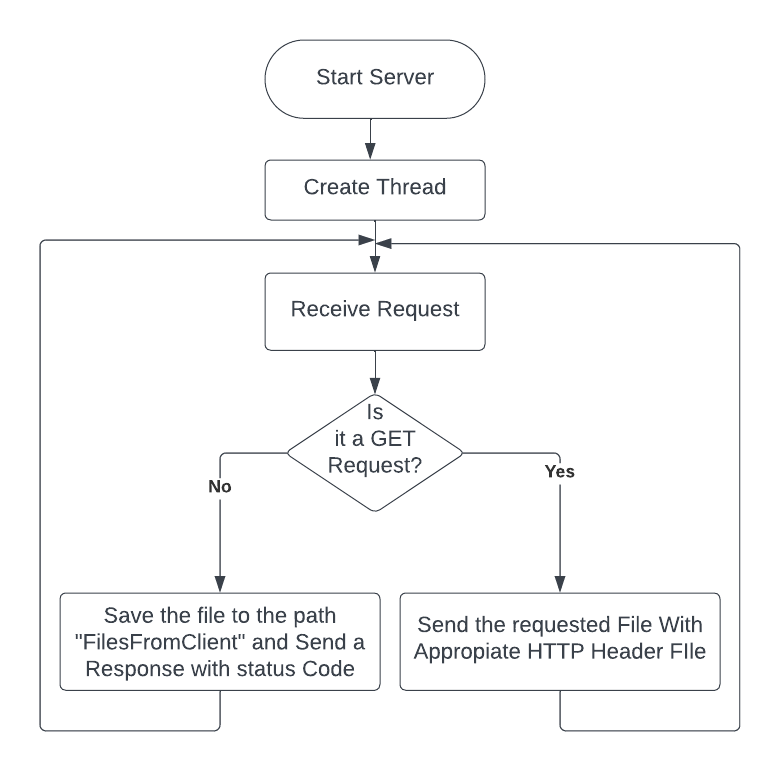 Start Server
Create Thread
Receive Request
Is
it a GET
Request?
No
Yes
Save the file to the path
"FilesFromClient" and Send a
Response with status Code
Send the requested File With
Appropiate HTTP Header FIle